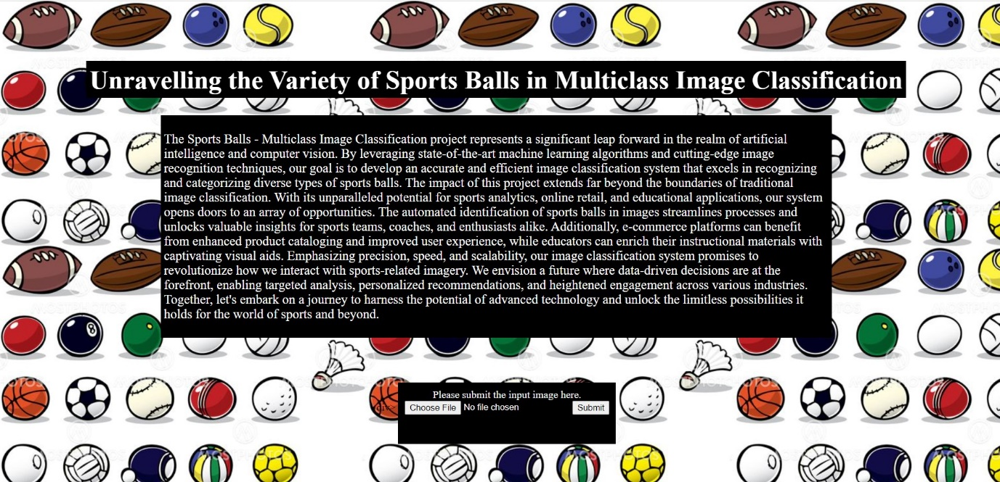 Unravelling the Variety of Sports Balls in Multiclass Image Classification
The Sports Balls - Multiclass Image Classification project represents a significant leap forward in the realm of artificial
intelligence and computer vision. By leveraging state-of-the-art machine learning algorithms and cutting-edge image
recognition techniques, our goal is to develop an accurate and efficient image classification system that excels in recognizing
and categorizing diverse types of sports balls. The impact of this project extends far beyond the boundaries of traditional
image classification. With its unparalleled potential for sports analytics, online retail, and educational applications, our system
opens doors to an array of opportunities. The automated identification of sports balls in images streamlines processes and
unlocks valuable insights for sports teams, coaches, and enthusiasts alike. Additionally, e-commerce platforms can benefit
from enhanced product cataloging and improved user experience, while educators can enrich their instructional materials with
captivating visual aids. Emphasizing precision, speed, and scalability, our image classification system promises to
revolutionize how we interact with sports-related imagery. We envision a future where data-driven decisions are at the
forefront, enabling targeted analysis, personalized recommendations, and heightened engagement across various industries.
Together, let's embark on a journey to harness the potential of advanced technology and unlock the limitless possibilities it
holds for the world of sports and beyond.
8
Please submit the input image here.
Choose File No file chosen Submit